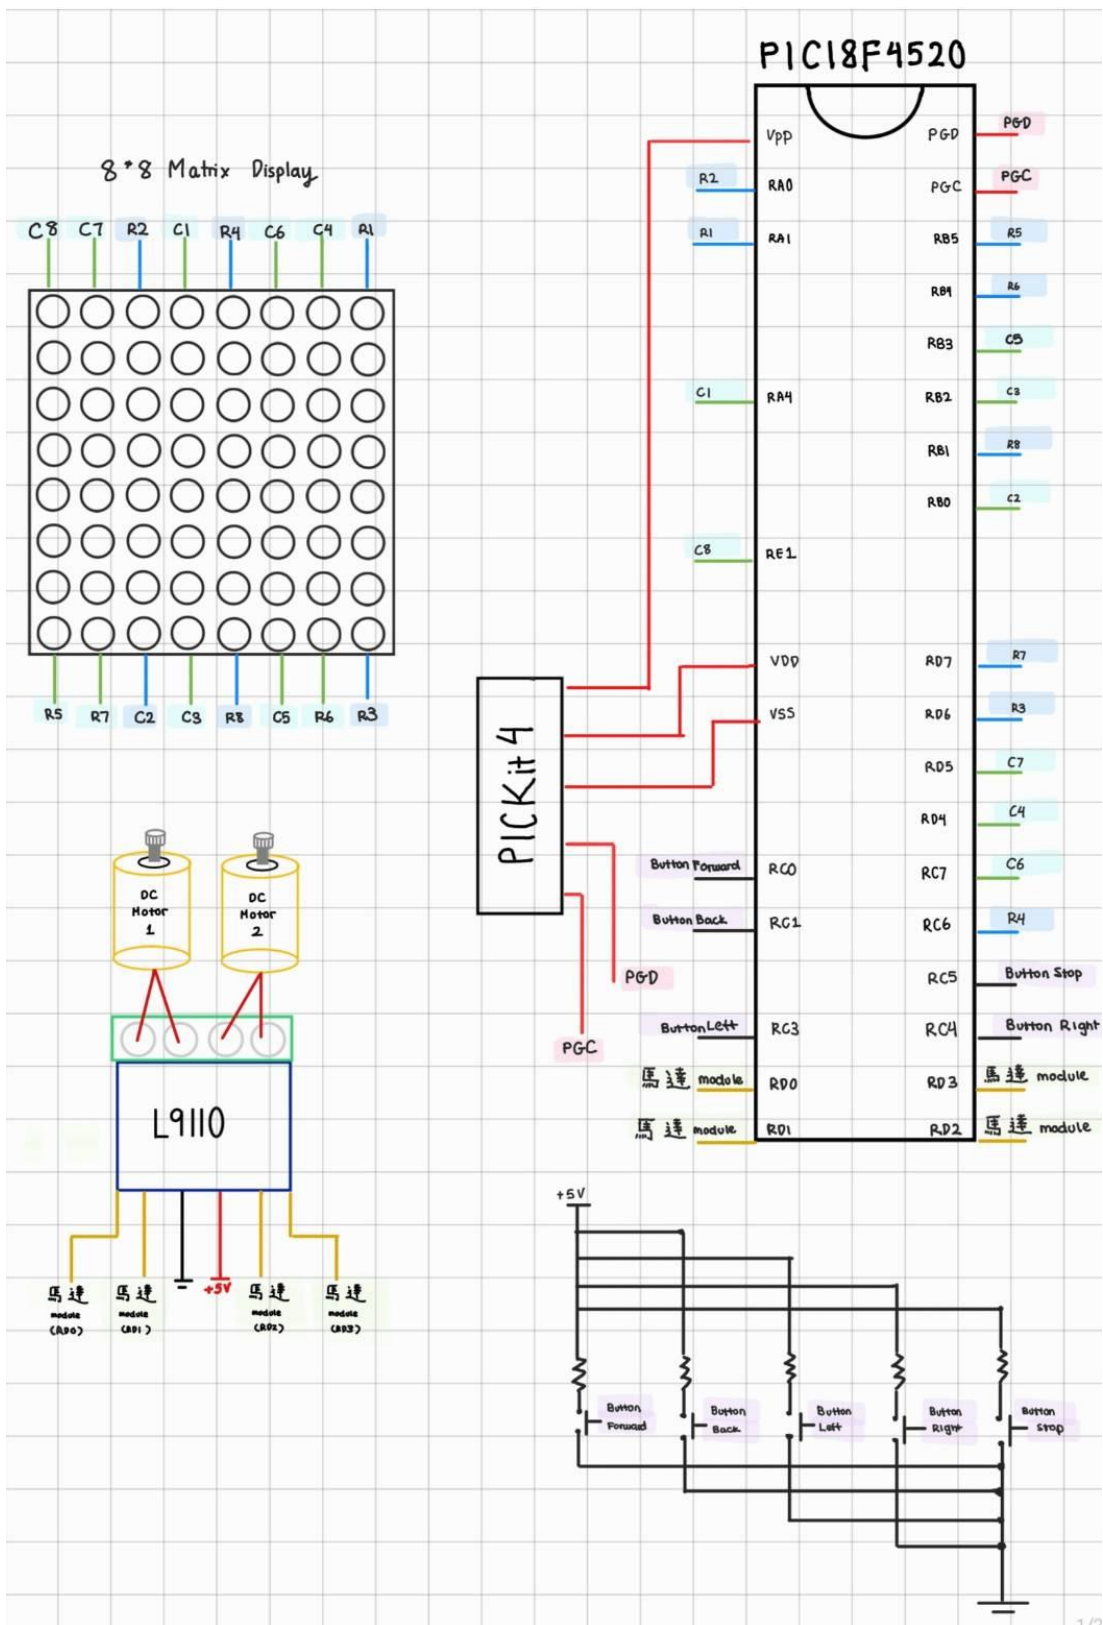 PIC18F4520
8*8 Matrix Display
C8 C7 R2 C1 R4 C6 C4 R1
R5 R7 C2 C3 R8 C5 R6 R3
Vpp
PGD
PGD
R2
RA0
PGC
PGC
R1
RA1
RB5
R5
RB4
R6
RB3
C5
C1
RA4
RB2
C3
RB1
R8
RB0
C2
C8
RE1
VDD
RD7
R7
VSS
RD6
R3
RD5
C7
RD4
C4
Button Forward
RC0
RC7
C6
Button Back
RC1
RC6
R4
RC5
Button Stop
Button Left
RC3
RC4
Button Right
馬達 module
RD0
RD3
馬達 module
馬達 module
RD1
RD2
馬達 module
PICKit 4
PGD
PGC
DC
Motor
1
DC
Motor
2
L9110
+5V
馬達
module
(RD0)
馬達
module
(RD1)
馬達
module
(RD2)
馬達
module
(RD3)
+5V
Button
Forward
Button
Back
Button
Left
Button
Right
Button
Stop